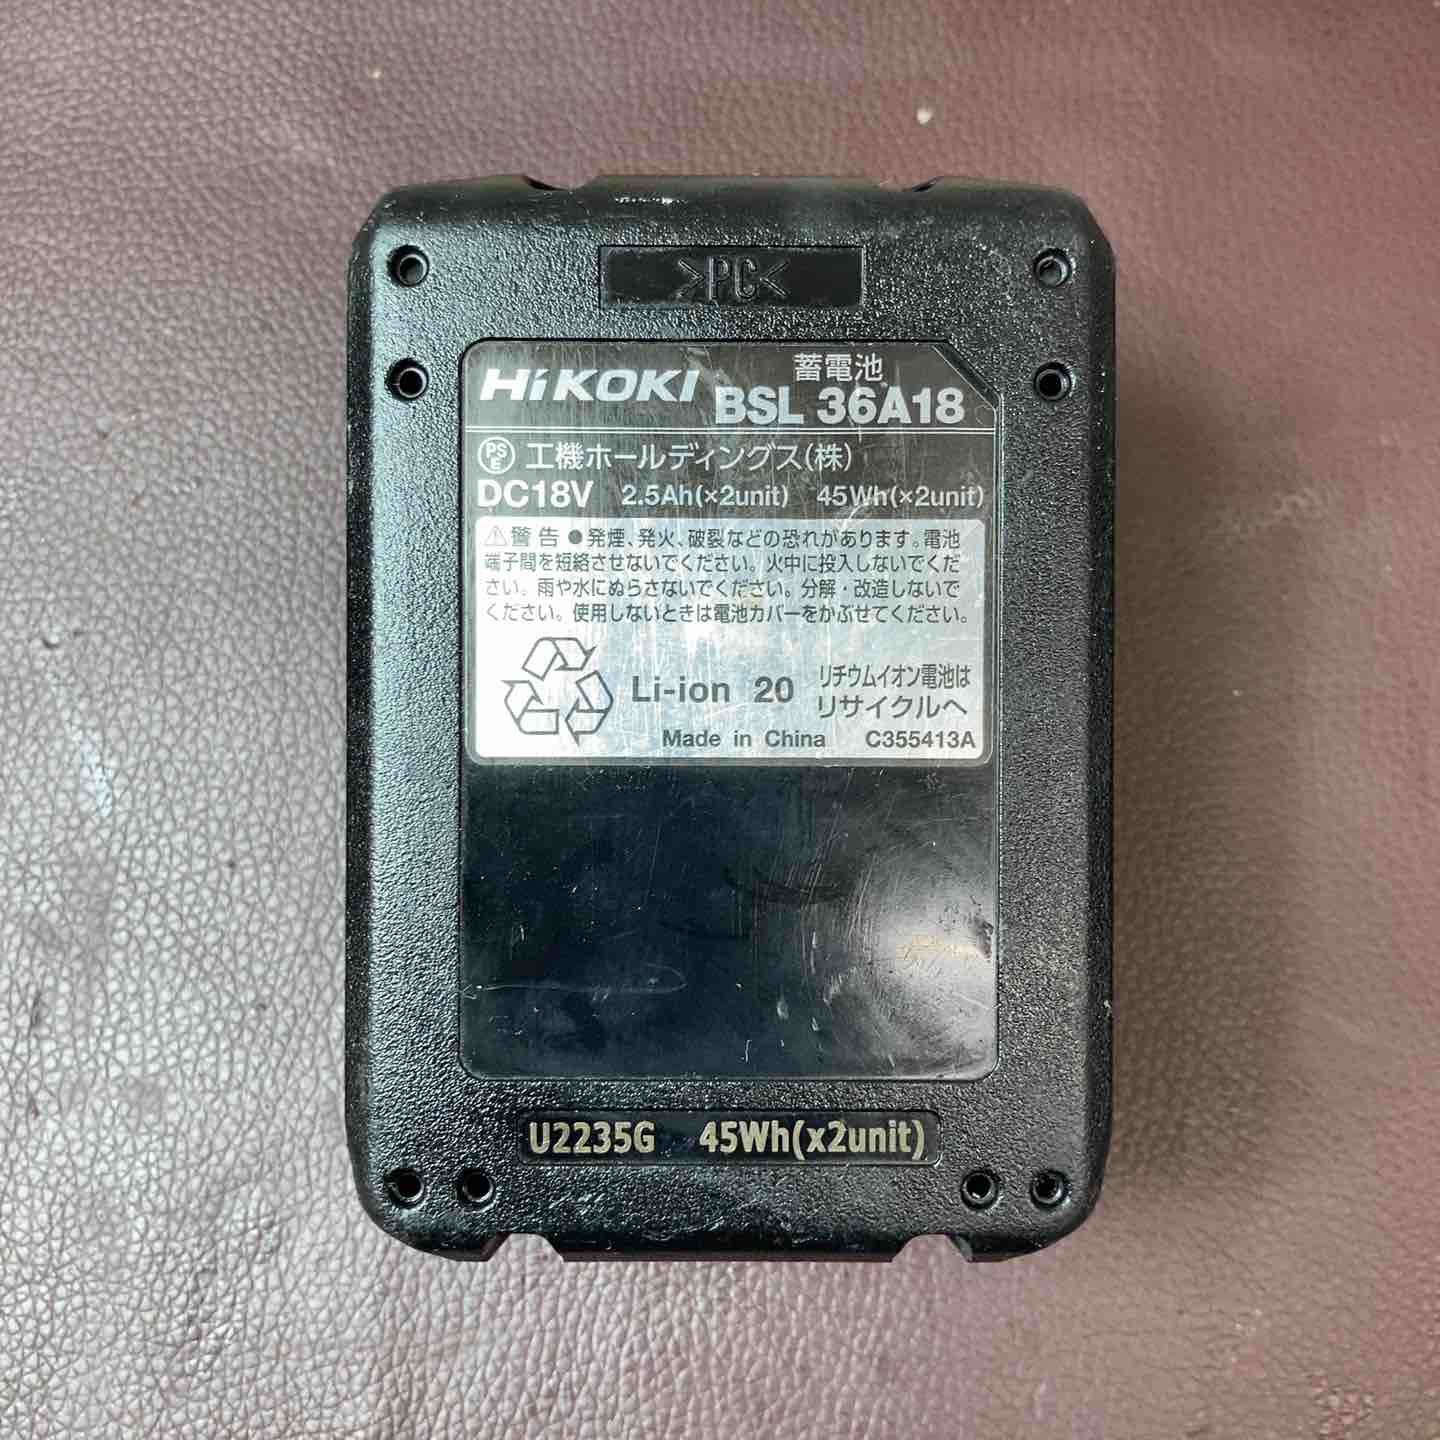 >PC<
HiKOKI 蓄電池 BSL 36A18
PSE 工機ホールディングス(株)
DC18V 2.5Ah(×2unit) 45Wh(×2unit)
⚠警告 ●発煙、発火、破裂などの恐れがあります。電池
端子間を短絡させないでください。火中に投入しないでくだ
さい。雨や水にぬらさないでください。分解・改造しないで
ください。使用しないときは電池カバーをかぶせてください。
Li-ion 20 リチウムイオン電池は
リサイクルへ
Made in China C355413A
U2235G 45Wh(x2unit)